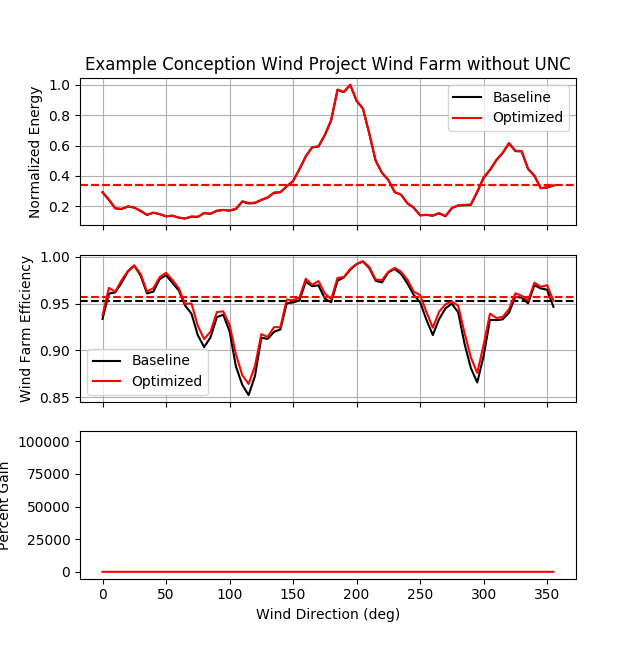 Example Conception Wind Project Wind Farm without UNC
Normalized Energy
1.0
0.8
0.6
0.4
0.2
Baseline
Optimized
Wind Farm Efficiency
1.00
0.95
0.90
0.85
Baseline
Optimized
Percent Gain
100000
75000
50000
25000
0
0 50 100 150 200 250 300 350
Wind Direction (deg)